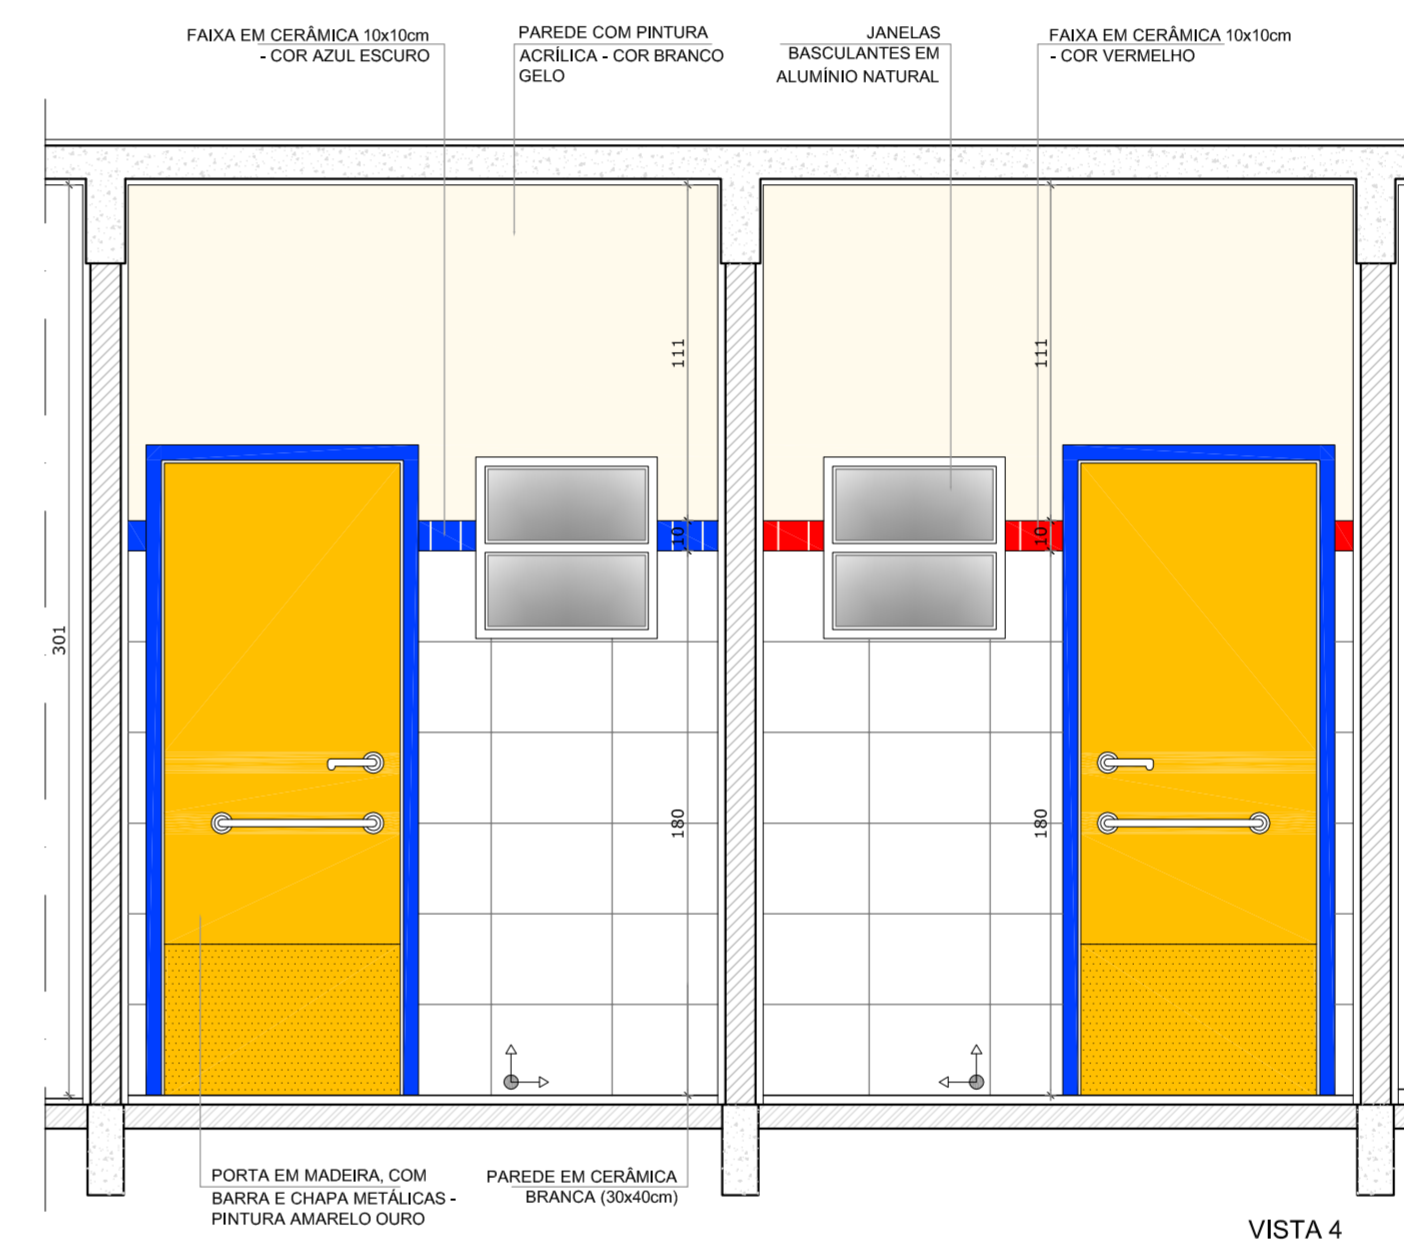 FAIXA EM CERÂMICA 10x10cm
- COR AZUL ESCURO
PAREDE COM PINTURA
ACRÍLICA - COR BRANCO
GELO
JANELAS
BASCULANTES EM
ALUMÍNIO NATURAL
FAIXA EM CERÂMICA 10x10cm
- COR VERMELHO
111
111
10
10
301
180
180
PORTA EM MADEIRA, COM
BARRA E CHAPA METÁLICAS -
PINTURA AMARELO OURO
PAREDE EM CERÂMICA
BRANCA (30x40cm)
VISTA 4